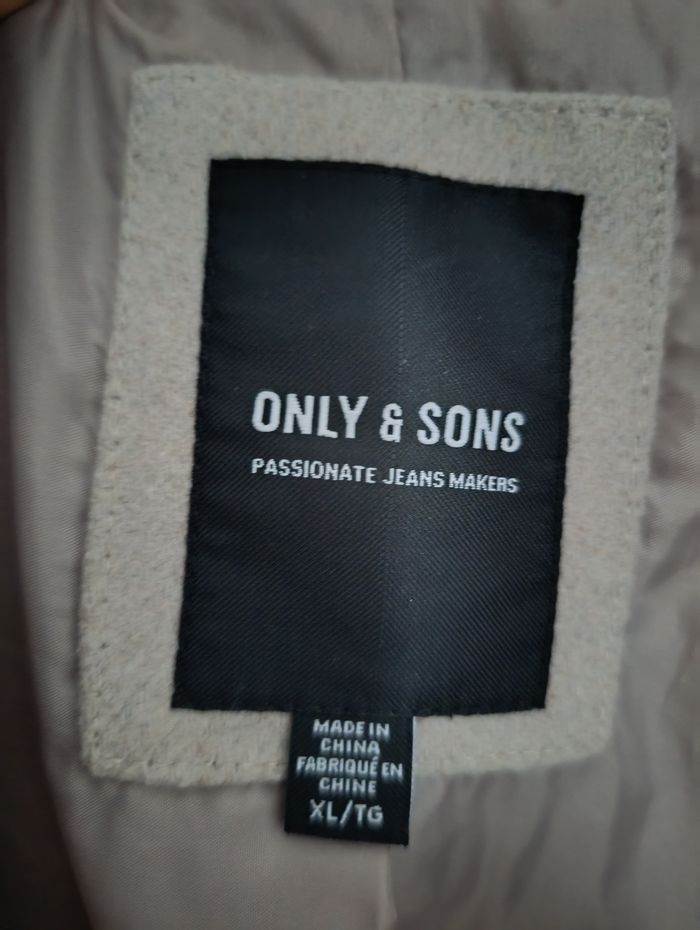 ONLY & SONS
PASSIONATE JEANS MAKERS
MADE IN
CHINA
FABRIQUÉ EN
CHINE
XL/TG